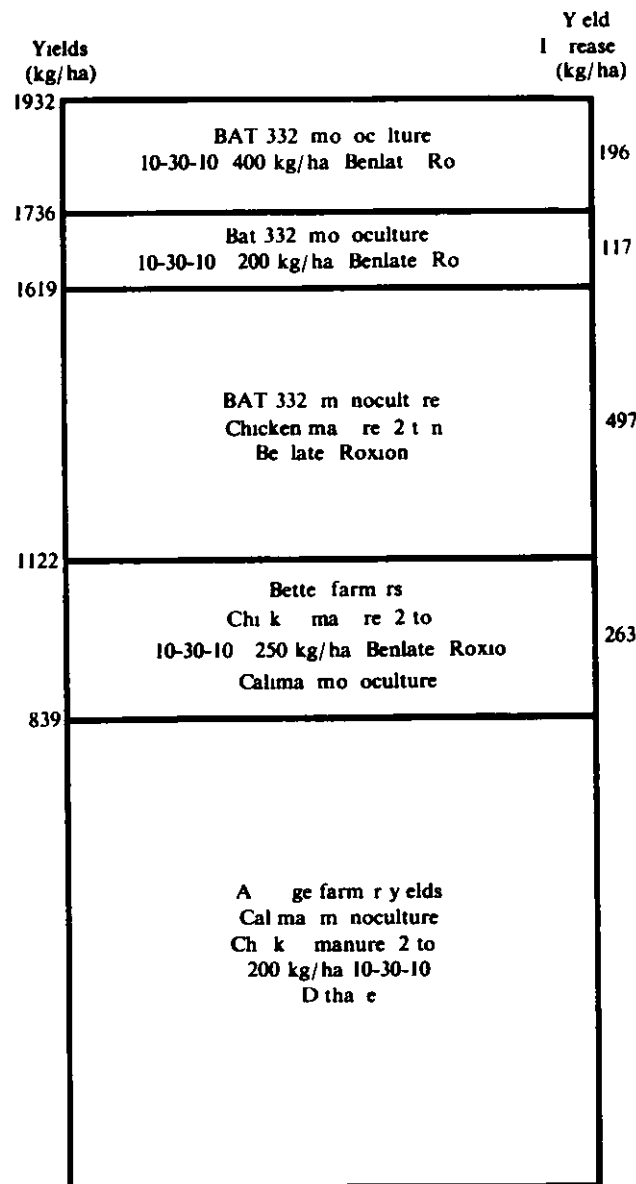 Yields
(kg/ha)
Y eld
I rease
(kg/ha)
1932
BAT 332 mo oc lture
10-30-10 400 kg/ha Benlat Ro
196
1736
Bat 332 mo oculture
10-30-10 200 kg/ha Benlate Ro
117
1619
BAT 332 m nocult re
Chicken ma re 2 t n
Be late Roxion
497
1122
Bette farm rs
Chi k ma re 2 to
10-30-10 250 kg/ha Benlate Roxio
Calima mo oculture
263
839
A ge farm r y elds
Cal ma m noculture
Ch k manure 2 to
200 kg/ha 10-30-10
D tha e